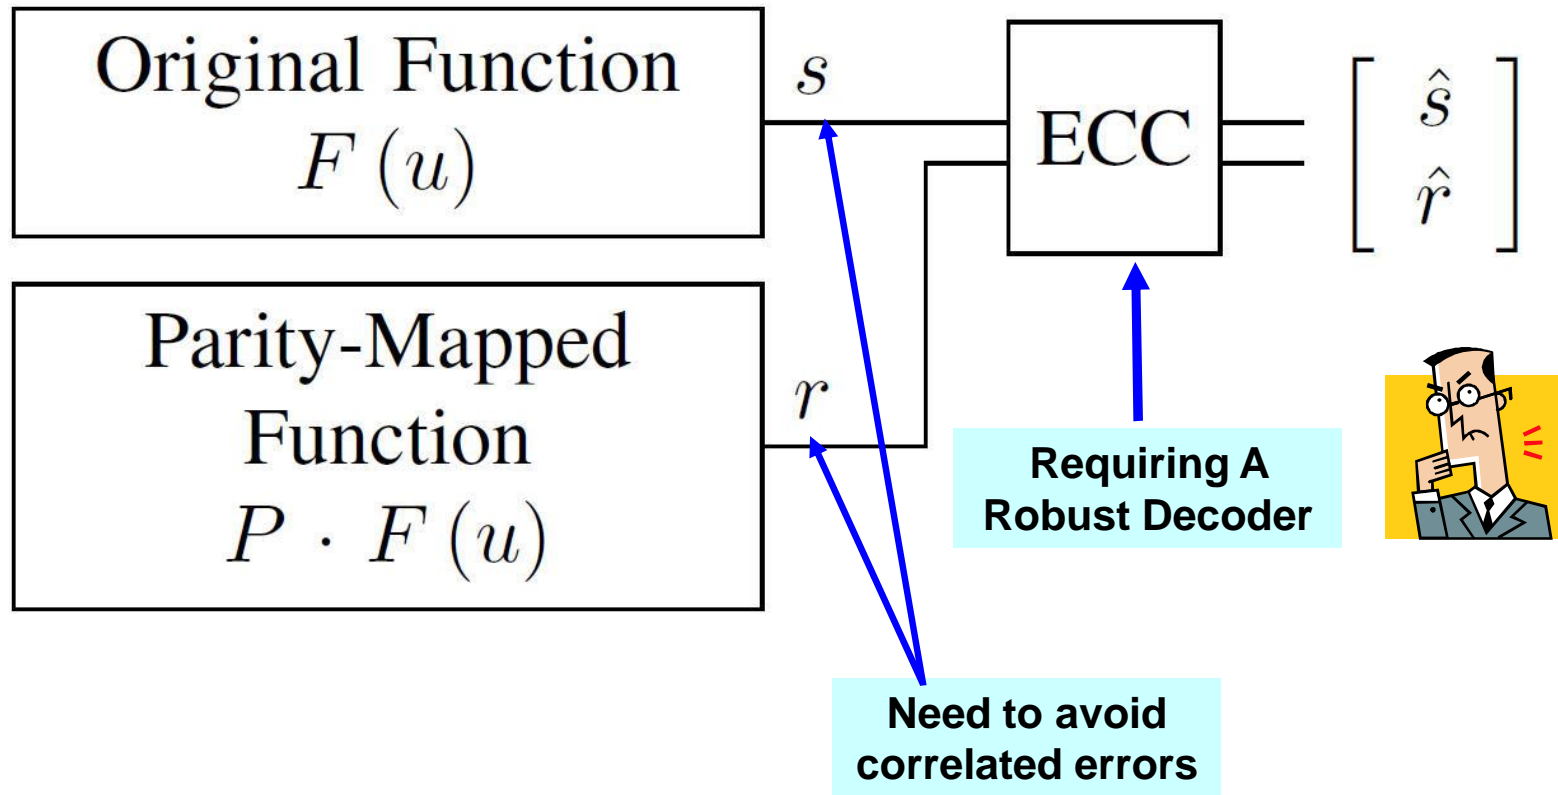 Original Function
F (u)
s
ECC
ŝ
r̂
Parity-Mapped
Function
P · F (u)
r
Requiring A
Robust Decoder
Need to avoid
correlated errors